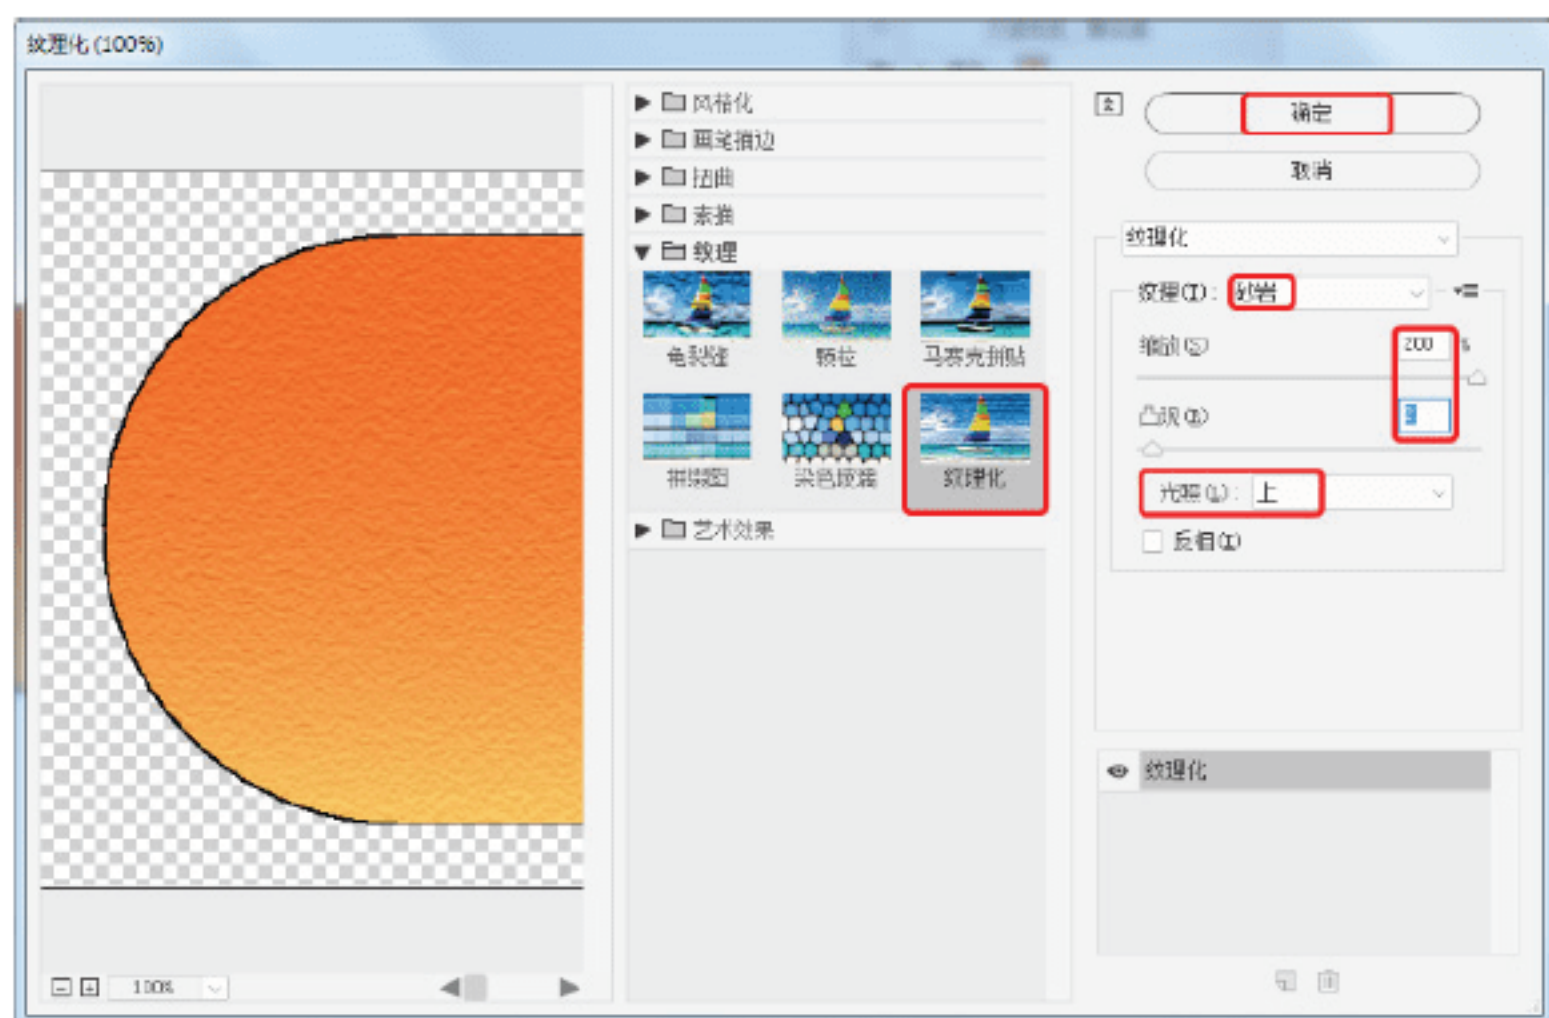 纹理化 (100%)
风格化
画笔描边
扭曲
素描
纹理
龟裂缝
颗粒
马赛克拼贴
拼缀图
染色玻璃
纹理化
艺术效果
100%
确定
取消
纹理化
纹理(T): 砂岩
缩放(S) 200 %
凸现(R)
光照(L): 上
反相(I)
纹理化